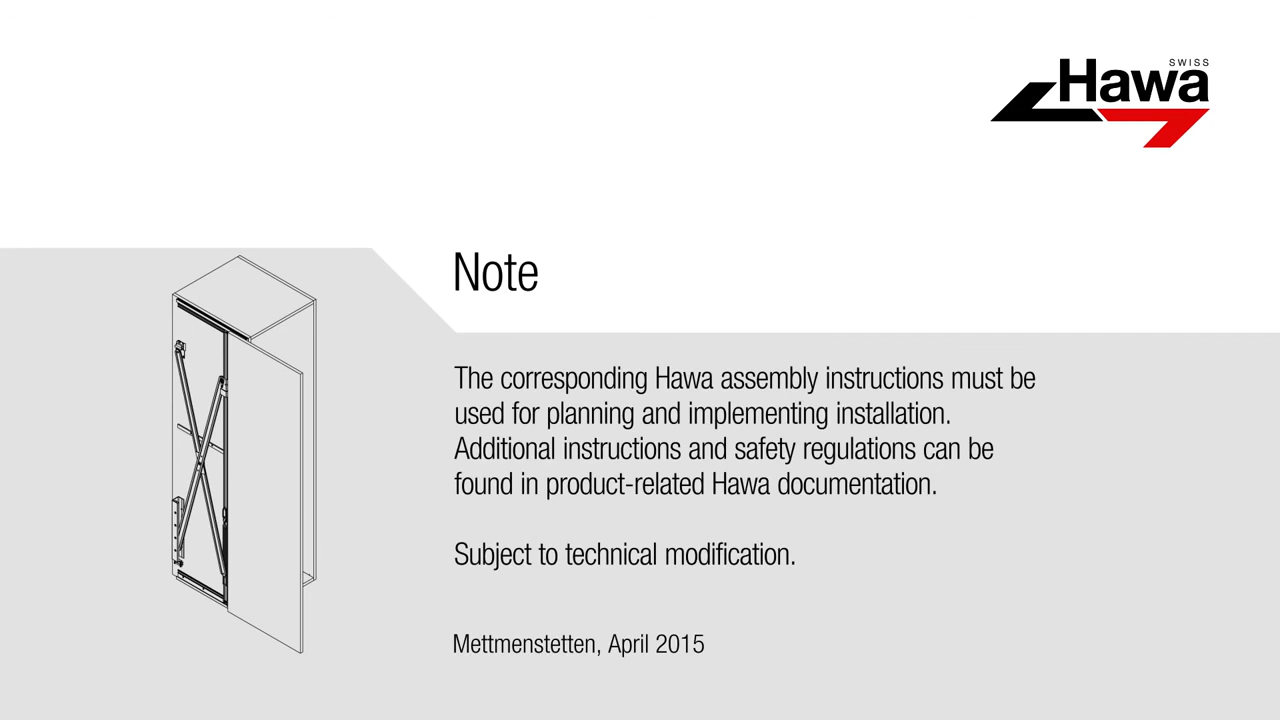 SWISS
Hawa
Note
The corresponding Hawa assembly instructions must be
used for planning and implementing installation.
Additional instructions and safety regulations can be
found in product-related Hawa documentation.
Subject to technical modification.
Mettmenstetten, April 2015